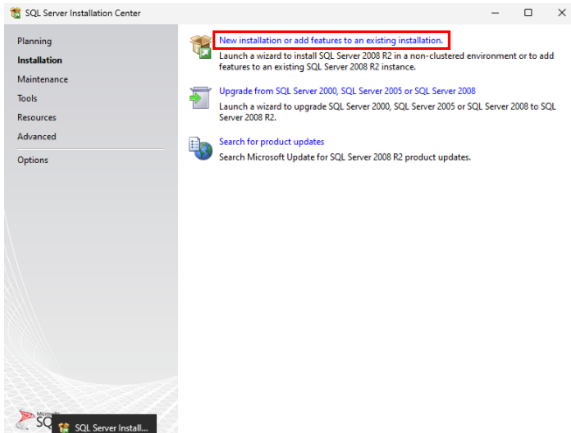 SQL Server Installation Center
Planning
Installation
Maintenance
Tools
Resources
Advanced
Options
New installation or add features to an existing installation.
Launch a wizard to install SQL Server 2008 R2 in a non-clustered environment or to add
features to an existing SQL Server 2008 R2 instance.
Upgrade from SQL Server 2000, SQL Server 2005 or SQL Server 2008
Launch a wizard to upgrade SQL Server 2000, SQL Server 2005 or SQL Server 2008 to SQL
Server 2008 R2.
Search for product updates
Search Microsoft Update for SQL Server 2008 R2 product updates.
SQL Server Install...